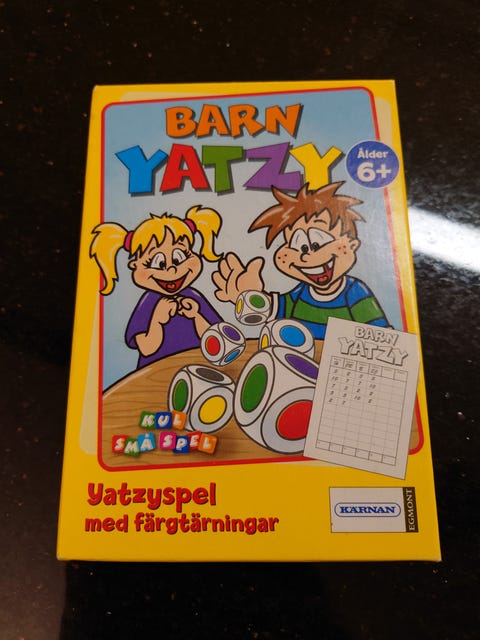 BARN
YATZY
Ålder
6+
BARN
YATZY
KUL
SMÅ SPEL
Yatzyspel
med färgtärningar
KÄRNAN
EGMONT